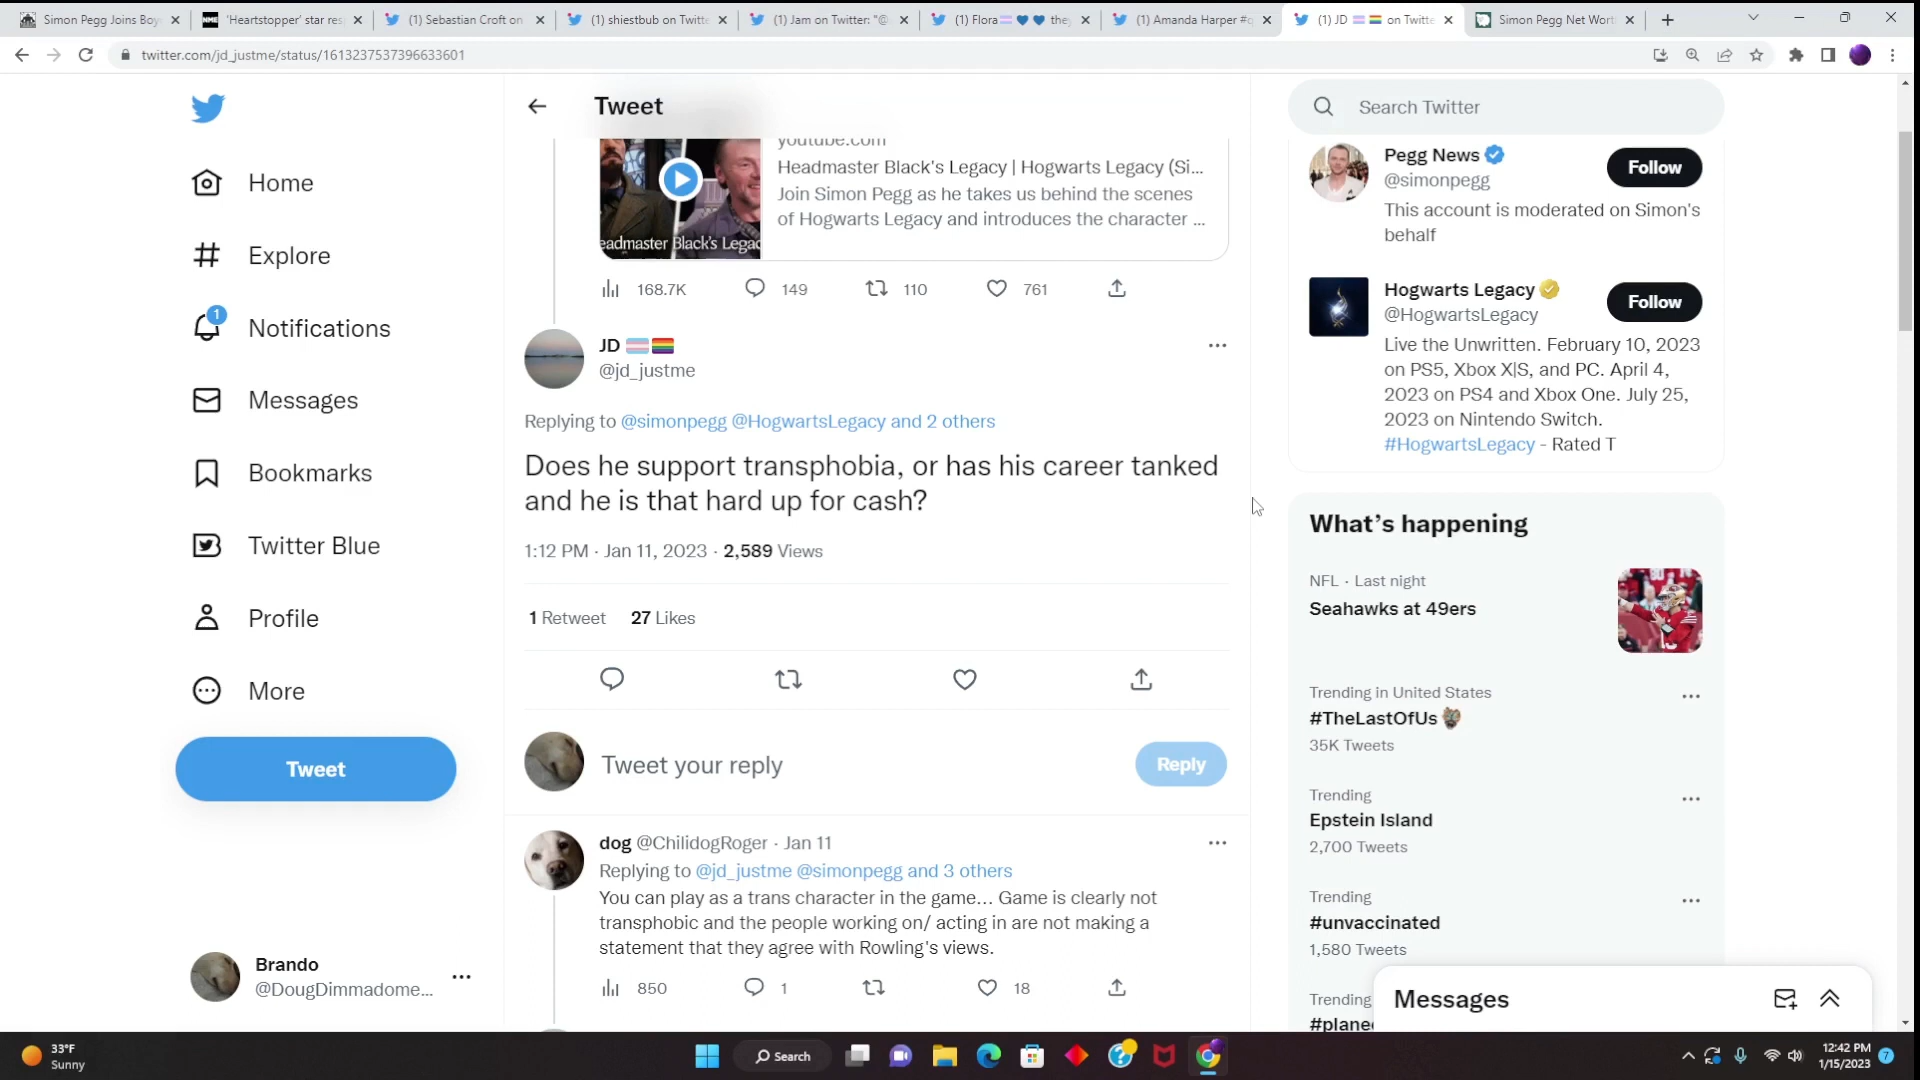 Simon Pegg Joins Boy
'Heartstopper' star res
(1) Sebastian Croft on
(1) shiestbub on Twitte
(1) Jam on Twitter: "@
(1) Flora
they
(1) Amanda Harper #q
(1) JD
on Twitte
Simon Pegg Net Wort
twitter.com/jd_justme/status/1613237537396633601
Home
Explore
1
Notifications
Messages
Bookmarks
Twitter Blue
Profile
More
Tweet
Brando
@DougDimmadome...
Tweet
youtube.com
Headmaster Black's Legacy | Hogwarts Legacy (Si...
Join Simon Pegg as he takes us behind the scenes
of Hogwarts Legacy and introduces the character ...
eadmaster Black's Legac
168.7K 149 110 761
JD
@jd_justme
Replying to @simonpegg @HogwartsLegacy and 2 others
Does he support transphobia, or has his career tanked
and he is that hard up for cash?
1:12 PM · Jan 11, 2023 · 2,589 Views
1 Retweet 27 Likes
Tweet your reply
Reply
dog @ChilidogRoger · Jan 11
Replying to @jd_justme @simonpegg and 3 others
You can play as a trans character in the game... Game is clearly not
transphobic and the people working on/ acting in are not making a
statement that they agree with Rowling's views.
850 1 18
Search Twitter
Pegg News
@simonpegg
Follow
This account is moderated on Simon's
behalf
Hogwarts Legacy
@HogwartsLegacy
Follow
Live the Unwritten. February 10, 2023
on PS5, Xbox X|S, and PC. April 4,
2023 on PS4 and Xbox One. July 25,
2023 on Nintendo Switch.
#HogwartsLegacy - Rated T
What's happening
NFL · Last night
Seahawks at 49ers
Trending in United States
#TheLastOfUs
35K Tweets
Trending
Epstein Island
2,700 Tweets
Trending
#unvaccinated
1,580 Tweets
Trending
#plane
Messages
33°F
Sunny
Search
12:42 PM
1/15/2023
7